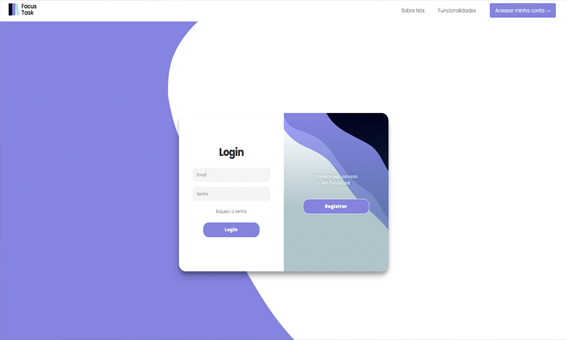 Focus
Task
Sobre Nós
Funcionalidades
Acessar minha conta →
Login
Email
Senha
Esqueci a senha
Login
Comece sua jornada
em Focus Task
Registrar